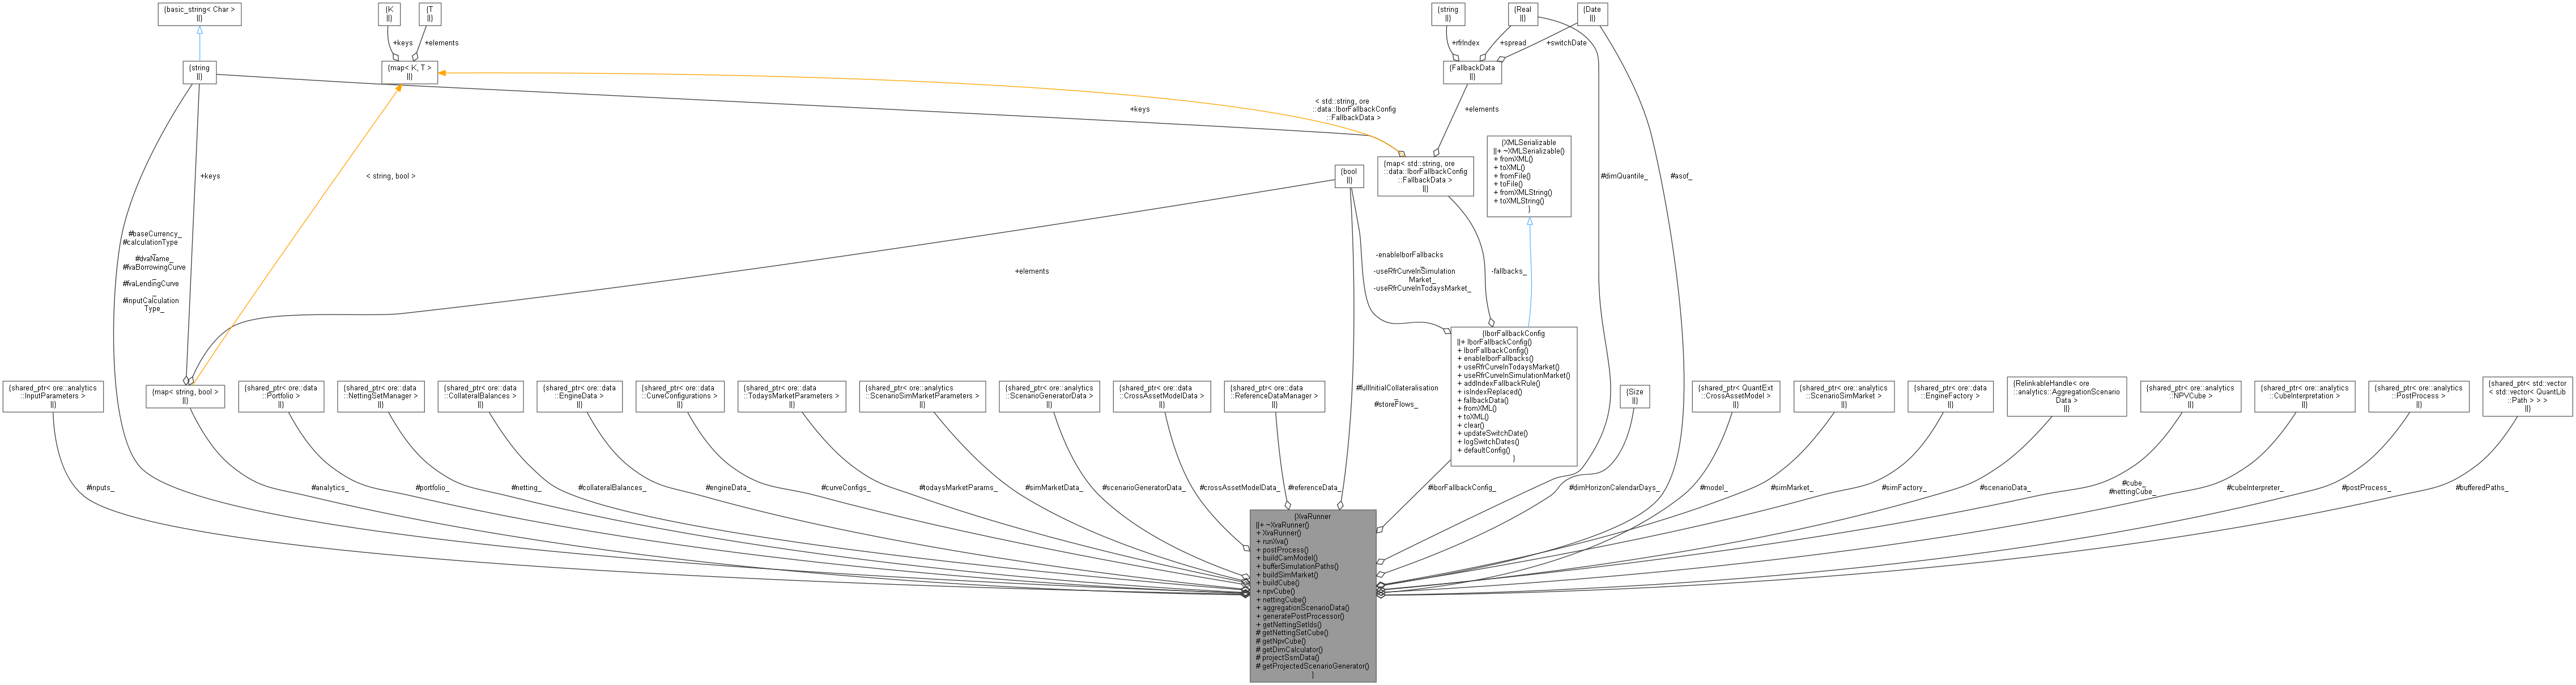 {basic_string< Char >
||}
{K
||}
{T
||}
{string
||}
{Real
||}
{Date
||}
+keys
+elements
+rfrIndex
+spread
+switchDate
{string
||}
{map< K, T >
||}
{FallbackData
||}
< std::string, ore
::data::IborFallbackConfig
::FallbackData >
+keys
+elements
{XMLSerializable
||+ ~XMLSerializable()
+ fromXML()
+ toXML()
+ fromFile()
+ toFile()
+ fromXMLString()
+ toXMLString()
}
{map< std::string, ore
::data::IborFallbackConfig
::FallbackData >
||}
{bool
||}
+keys
< string, bool >
#dimQuantile_
#asof_
#baseCurrency_
#calculationType
_
#dvaName_
#fvaBorrowingCurve
_
#fvaLendingCurve
_
#inputCalculation
Type_
+elements
-enableIborFallbacks
_
-useRfrCurveInSimulation
Market_
-useRfrCurveInTodaysMarket_
-fallbacks_
{IborFallbackConfig
||+ IborFallbackConfig()
+ IborFallbackConfig()
+ enableIborFallbacks()
+ useRfrCurveInTodaysMarket()
+ useRfrCurveInSimulationMarket()
+ addIndexFallbackRule()
+ isIndexReplaced()
+ fallbackData()
+ fromXML()
+ toXML()
+ clear()
+ updateSwitchDate()
+ logSwitchDates()
+ defaultConfig()
}
{shared_ptr< ore::analytics
::InputParameters >
||}
{map< string, bool >
||}
{shared_ptr< ore::data
::Portfolio >
||}
{shared_ptr< ore::data
::NettingSetManager >
||}
{shared_ptr< ore::data
::CollateralBalances >
||}
{shared_ptr< ore::data
::EngineData >
||}
{shared_ptr< ore::data
::CurveConfigurations >
||}
{shared_ptr< ore::data
::TodaysMarketParameters >
||}
{shared_ptr< ore::analytics
::ScenarioSimMarketParameters >
||}
{shared_ptr< ore::analytics
::ScenarioGeneratorData >
||}
{shared_ptr< ore::data
::CrossAssetModelData >
||}
{shared_ptr< ore::data
::ReferenceDataManager >
||}
#fullInitialCollateralisation
_
#storeFlows_
{Size
||}
{shared_ptr< QuantExt
::CrossAssetModel >
||}
{shared_ptr< ore::analytics
::ScenarioSimMarket >
||}
{shared_ptr< ore::data
::EngineFactory >
||}
{RelinkableHandle< ore
::analytics::AggregationScenario
Data >
||}
{shared_ptr< ore::analytics
::NPVCube >
||}
{shared_ptr< ore::analytics
::CubeInterpretation >
||}
{shared_ptr< ore::analytics
::PostProcess >
||}
{shared_ptr< std::vector
< std::vector< QuantLib
::Path > > >
||}
#inputs_
#analytics_
#portfolio_
#netting_
#collateralBalances_
#engineData_
#curveConfigs_
#todaysMarketParams_
#simMarketData_
#scenarioGeneratorData_
#crossAssetModelData_
#referenceData_
#iborFallbackConfig_
#dimHorizonCalendarDays_
#model_
#simMarket_
#simFactory_
#scenarioData_
#cube_
#nettingCube_
#cubeInterpreter_
#postProcess_
#bufferedPaths_
{XvaRunner
||+ ~XvaRunner()
+ XvaRunner()
+ runXva()
+ postProcess()
+ buildCamModel()
+ bufferSimulationPaths()
+ buildSimMarket()
+ buildCube()
+ npvCube()
+ nettingCube()
+ aggregationScenarioData()
+ generatePostProcessor()
+ getNettingSetIds()
# getNettingSetCube()
# getNpvCube()
# getDimCalculator()
# projectSsmData()
# getProjectedScenarioGenerator()
}